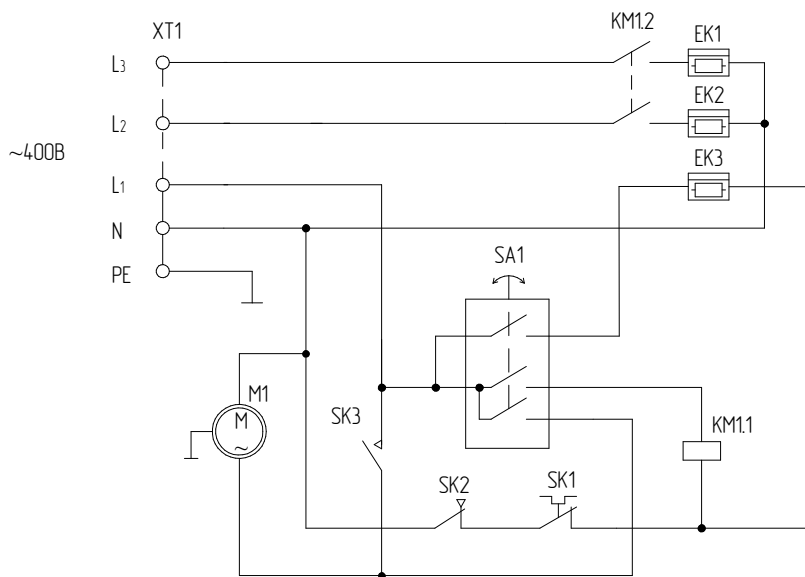 XT1
KM1.2
EK1
L3
EK2
L2
~400В
EK3
L1
N
SA1
PE
M1
M
~
SK3
KM1.1
SK2
SK1